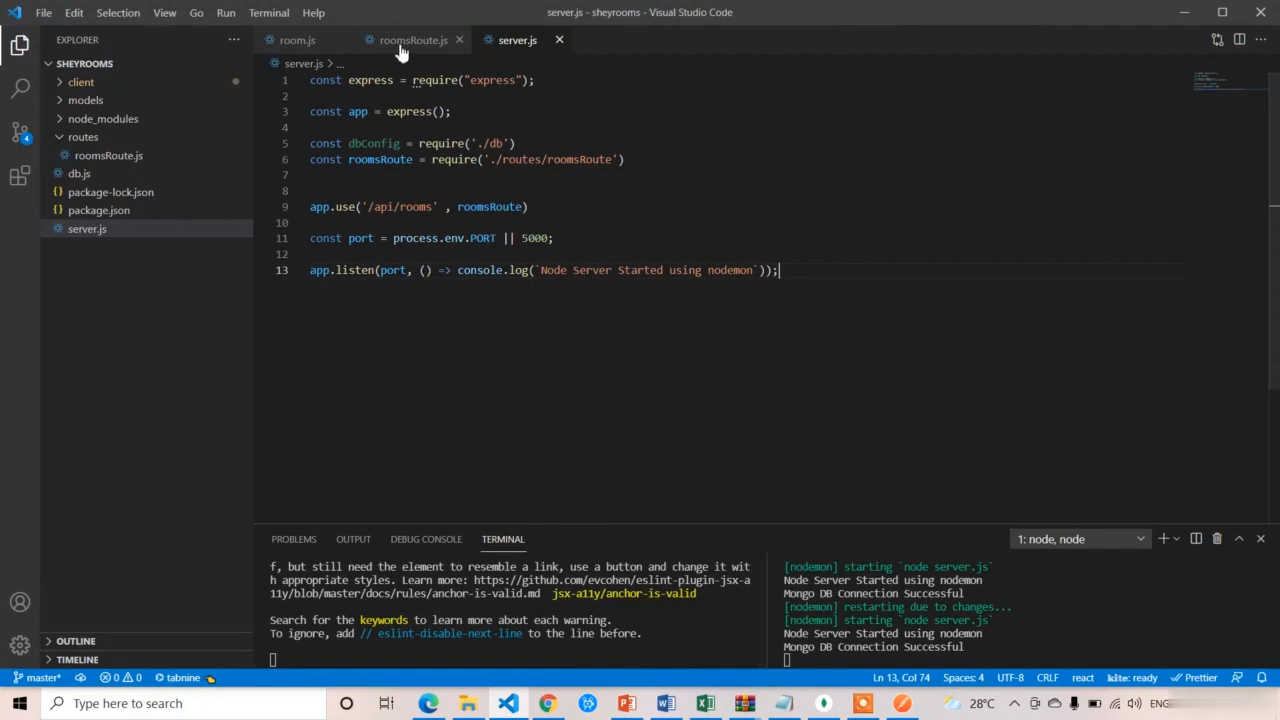 File Edit Selection View Go Run Terminal Help
server.js - sheyrooms - Visual Studio Code
EXPLORER
SHEYROOMS
client
models
node_modules
routes
roomsRoute.js
db.js
package-lock.json
package.json
server.js
OUTLINE
TIMELINE
4
room.js
roomsRoute.js
server.js
server.js > ...
1 const express = require("express");
2
3 const app = express();
4
5 const dbConfig = require('./db')
6 const roomsRoute = require('./routes/roomsRoute')
7
8
9 app.use('/api/rooms' , roomsRoute)
10
11 const port = process.env.PORT || 5000;
12
13 app.listen(port, () => console.log(`Node Server Started using nodemon`));
PROBLEMS OUTPUT DEBUG CONSOLE TERMINAL
1: node, node
f, but still need the element to resemble a link, use a button and change it wit
h appropriate styles. Learn more: https://github.com/evcohen/eslint-plugin-jsx-a
11y/blob/master/docs/rules/anchor-is-valid.md  jsx-a11y/anchor-is-valid
Search for the keywords to learn more about each warning.
To ignore, add // eslint-disable-next-line to the line before.
[nodemon] starting `node server.js`
Node Server Started using nodemon
Mongo DB Connection Successful
[nodemon] restarting due to changes...
[nodemon] starting `node server.js`
Node Server Started using nodemon
Mongo DB Connection Successful
master* 0 0 tabnine
Ln 13, Col 74 Spaces: 4 UTF-8 CRLF react kite: ready Prettier
Type here to search
28°C
ENG